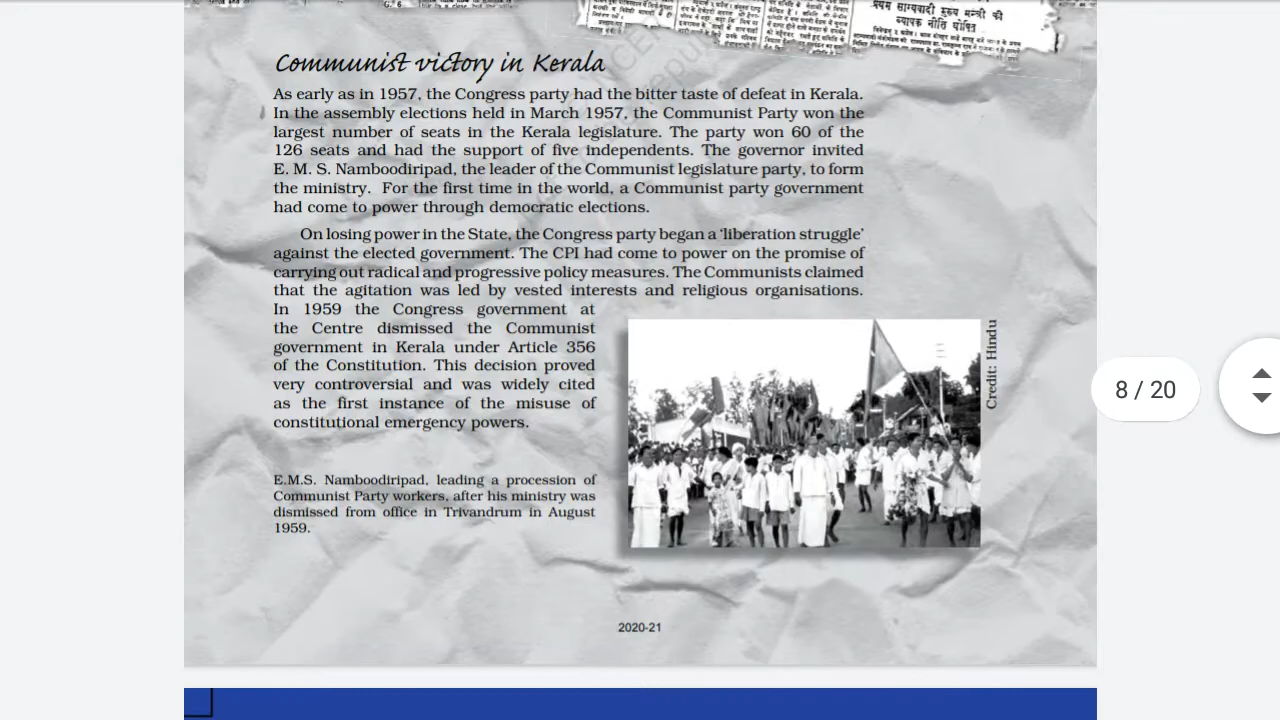 G. 6
प्रथम साम्यवादी मुख्य मन्त्री की
व्यापक नीति घोषित
Communist victory in Kerala
As early as in 1957, the Congress party had the bitter taste of defeat in Kerala.
In the assembly elections held in March 1957, the Communist Party won the
largest number of seats in the Kerala legislature. The party won 60 of the
126 seats and had the support of five independents. The governor invited
E. M. S. Namboodiripad, the leader of the Communist legislature party, to form
the ministry. For the first time in the world, a Communist party government
had come to power through democratic elections.
On losing power in the State, the Congress party began a ‘liberation struggle’
against the elected government. The CPI had come to power on the promise of
carrying out radical and progressive policy measures. The Communists claimed
that the agitation was led by vested interests and religious organisations.
In 1959 the Congress government at
the Centre dismissed the Communist
government in Kerala under Article 356
of the Constitution. This decision proved
very controversial and was widely cited
as the first instance of the misuse of
constitutional emergency powers.
Credit: Hindu
8 / 20
E.M.S. Namboodiripad, leading a procession of
Communist Party workers, after his ministry was
dismissed from office in Trivandrum in August
1959.
2020-21